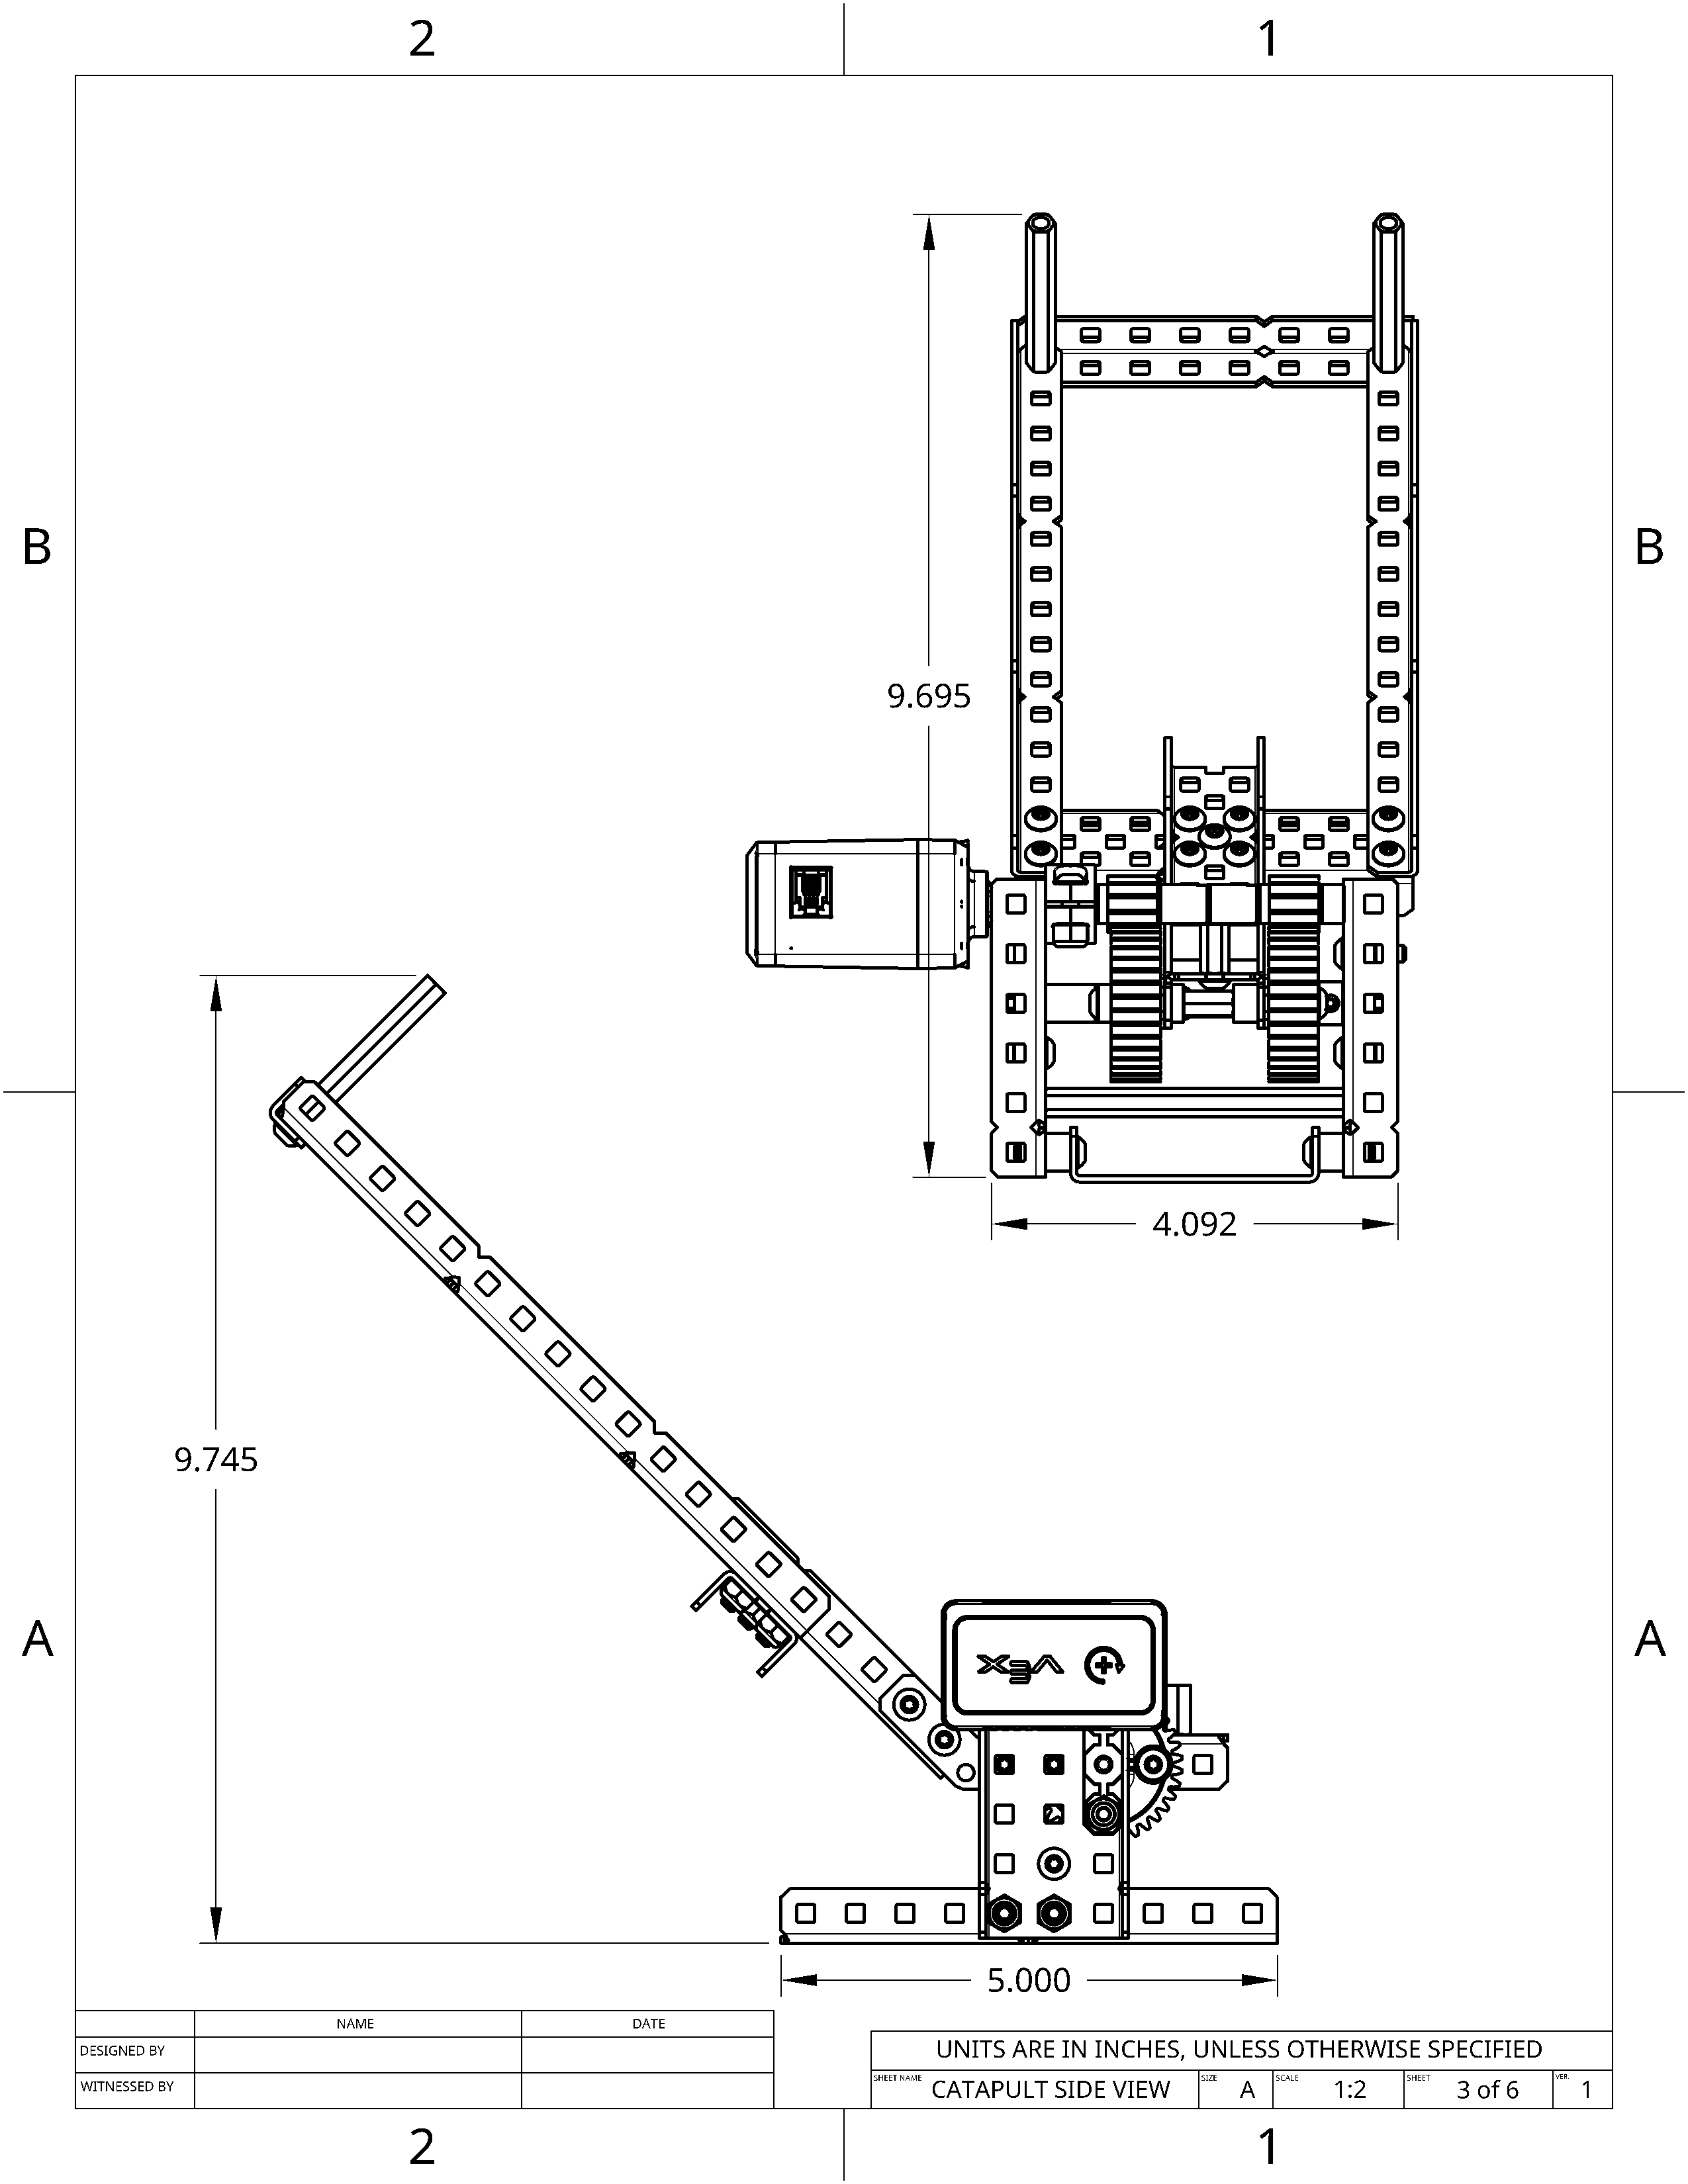 2 1
B B
9.695
4.092
9.745
A A
VEX
5.000
NAME DATE
DESIGNED BY
WITNESSED BY
UNITS ARE IN INCHES, UNLESS OTHERWISE SPECIFIED
SHEET NAME CATAPULT SIDE VIEW SIZE A SCALE 1:2 SHEET 3 of 6 VER. 1
2 1